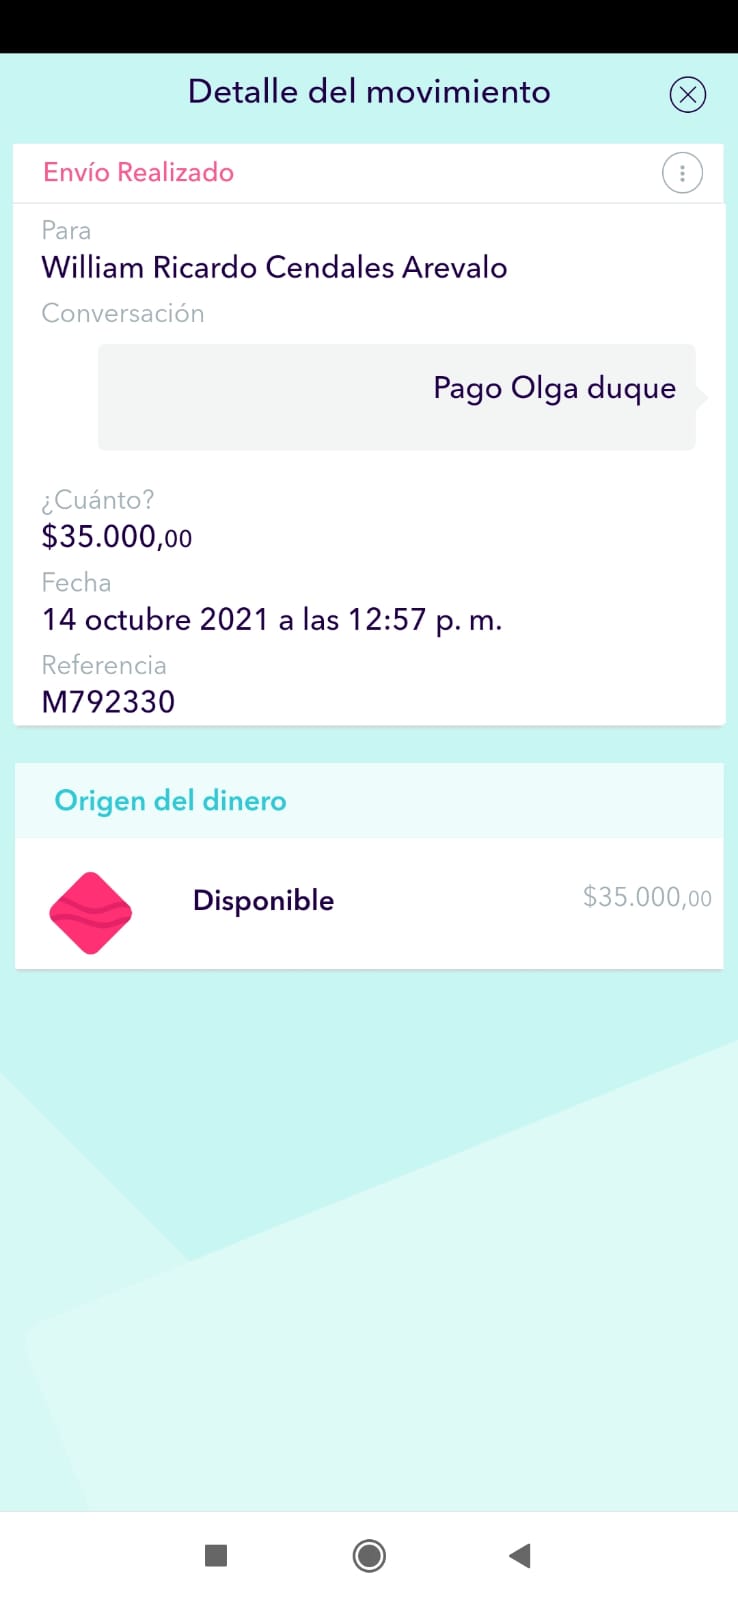 Detalle del movimiento
Envío Realizado
Para
William Ricardo Cendales Arevalo
Conversación
Pago Olga duque
¿Cuánto?
$35.000,00
Fecha
14 octubre 2021 a las 12:57 p. m.
Referencia
M792330
Origen del dinero
Disponible
$35.000,00